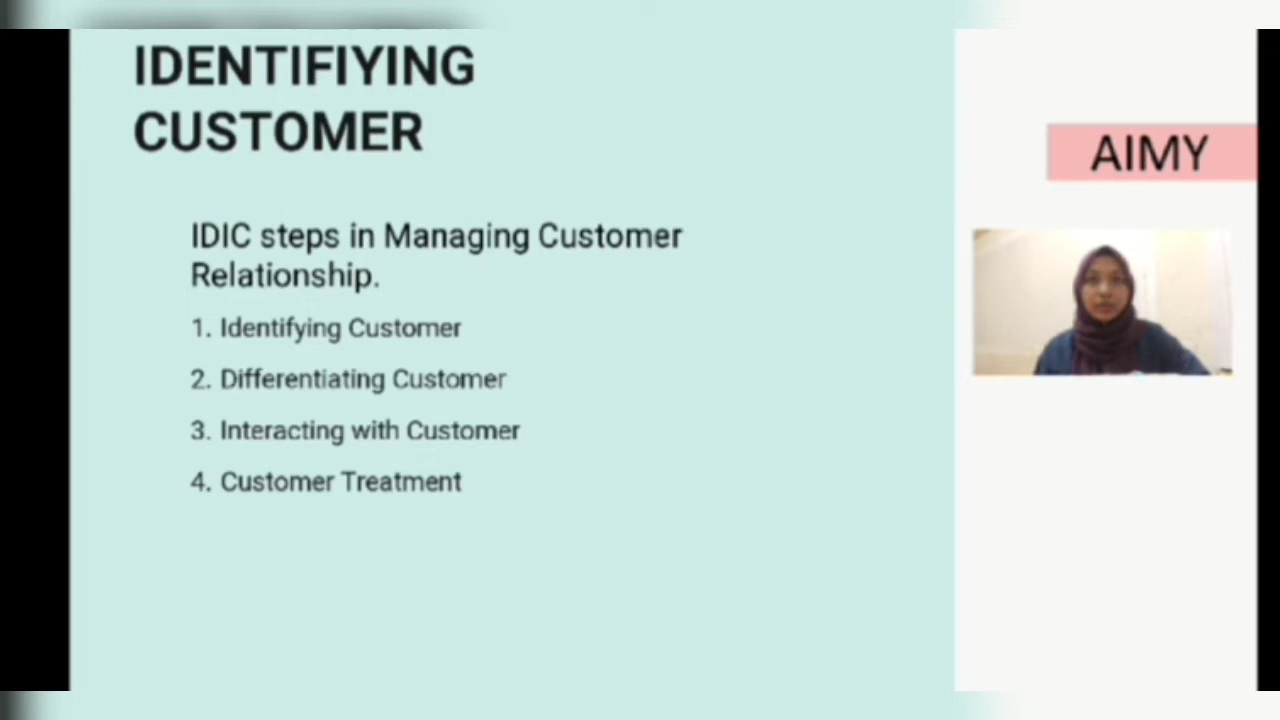 IDENTIFIYING
CUSTOMER
AIMY
IDIC steps in Managing Customer
Relationship.
1. Identifying Customer
2. Differentiating Customer
3. Interacting with Customer
4. Customer Treatment